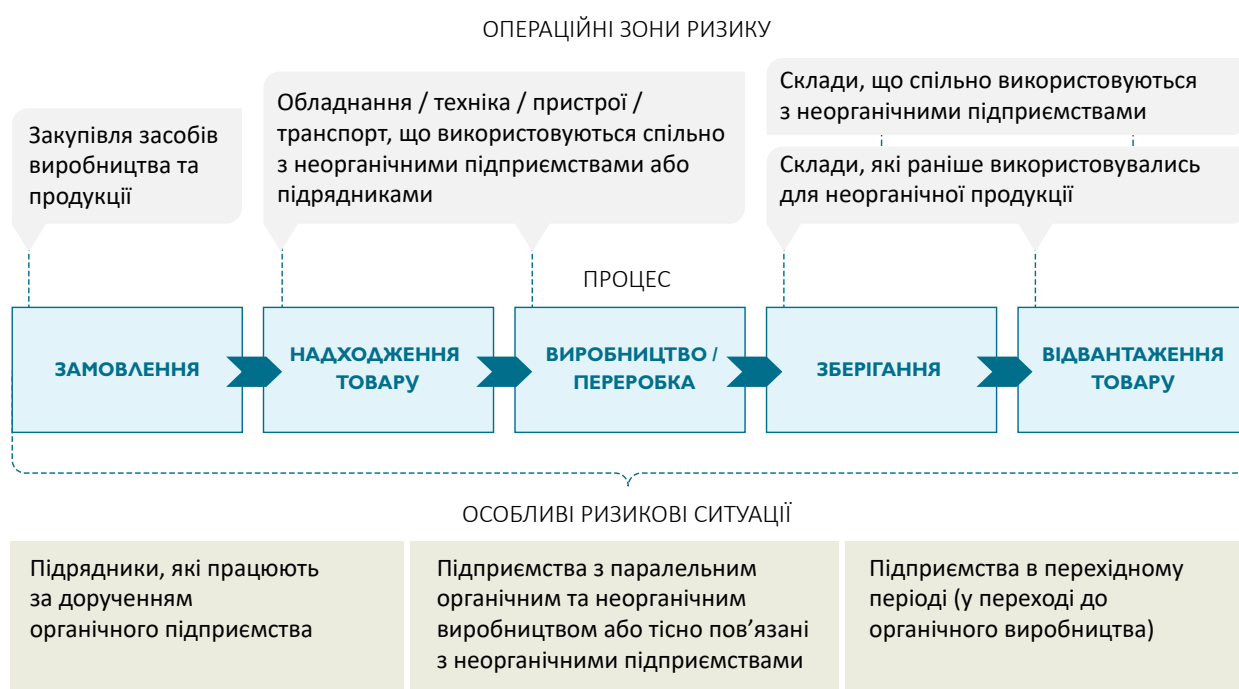 ОПЕРАЦІЙНІ ЗОНИ РИЗИКУ
Закупівля засобів
виробництва та
продукції
Обладнання / техніка / пристрої /
транспорт, що використовуються спільно
з неорганічними підприємствами або
підрядниками
Склади, що спільно використовуються
з неорганічними підприємствами
Склади, які раніше використовувались
для неорганічної продукції
ПРОЦЕС
ЗАМОВЛЕННЯ
НАДХОДЖЕННЯ
ТОВАРУ
ВИРОБНИЦТВО /
ПЕРЕРОБКА
ЗБЕРІГАННЯ
ВІДВАНТАЖЕННЯ
ТОВАРУ
ОСОБЛИВІ РИЗИКОВІ СИТУАЦІЇ
Підрядники, які працюють
за дорученням
органічного підприємства
Підприємства з паралельним
органічним та неорганічним
виробництвом або тісно пов’язані
з неорганічними підприємствами
Підприємства в перехідному
періоді (у переході до
органічного виробництва)